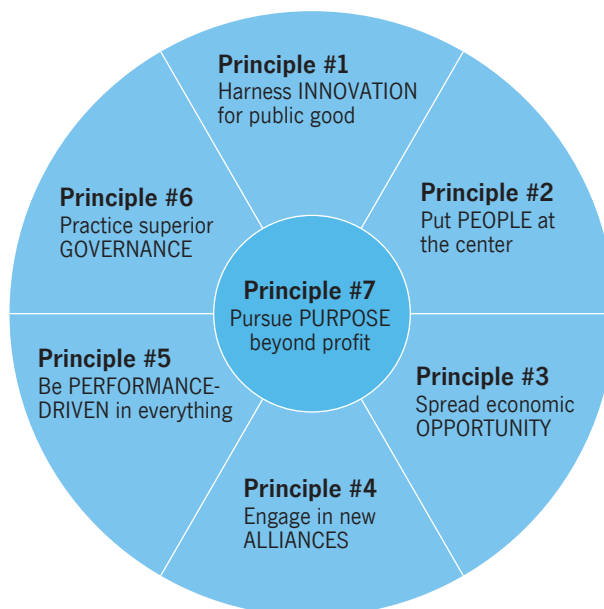 Principle #1
Harness INNOVATION
for public good
Principle #2
Put PEOPLE at
the center
Principle #3
Spread economic
OPPORTUNITY
Principle #4
Engage in new
ALLIANCES
Principle #5
Be PERFORMANCE-
DRIVEN in everything
Principle #6
Practice superior
GOVERNANCE
Principle #7
Pursue PURPOSE
beyond profit